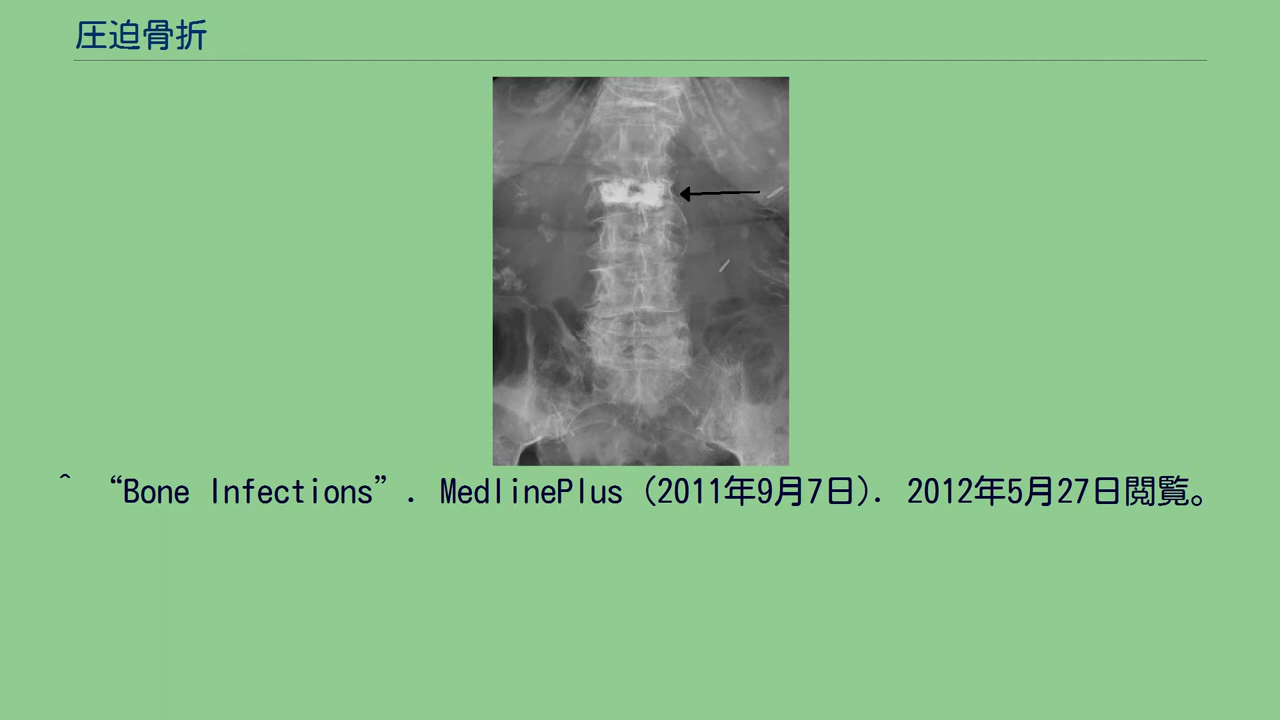 圧迫骨折
^ “Bone Infections”. MedlinePlus (2011年9月7日). 2012年5月27日閲覧。